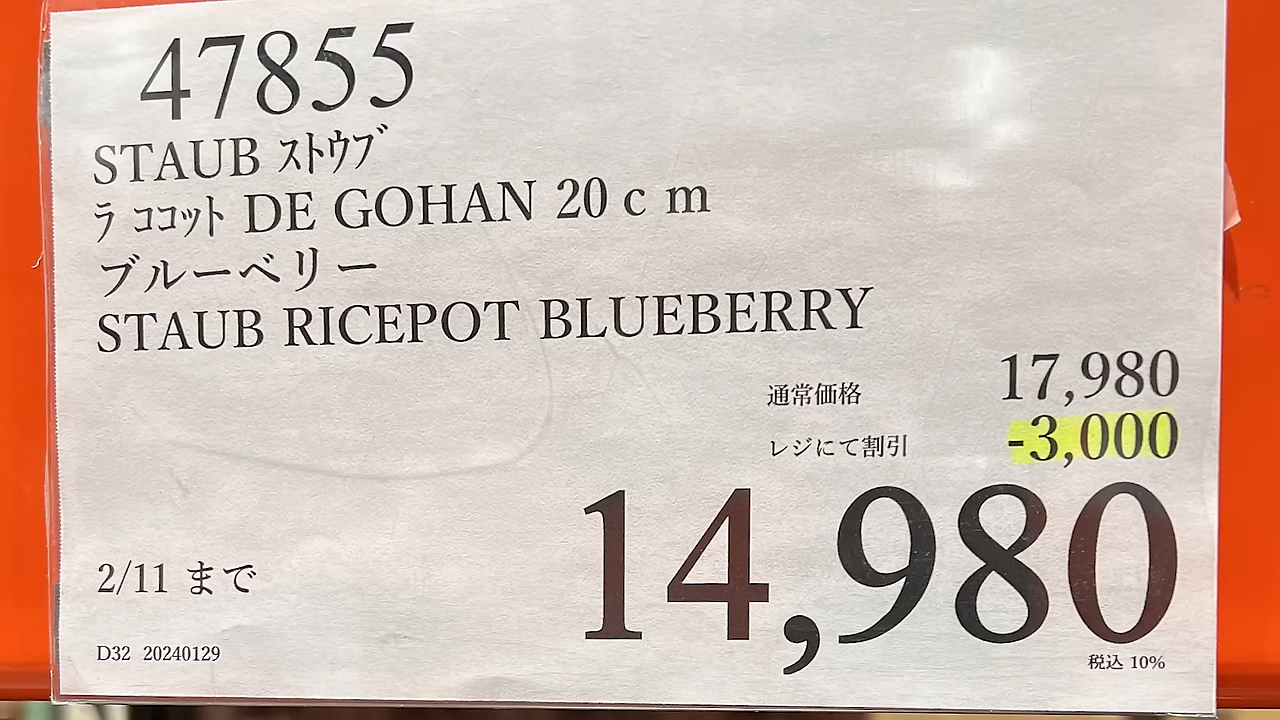 47855
STAUB ｽﾄｳﾌﾞ
ﾗ ｺｺｯﾄ DE GOHAN 20ｃｍ
ブルーベリー
STAUB RICEPOT BLUEBERRY
通常価格 17,980
レジにて割引 -3,000
14,980
2/11 まで
税込 10%
D32 20240129